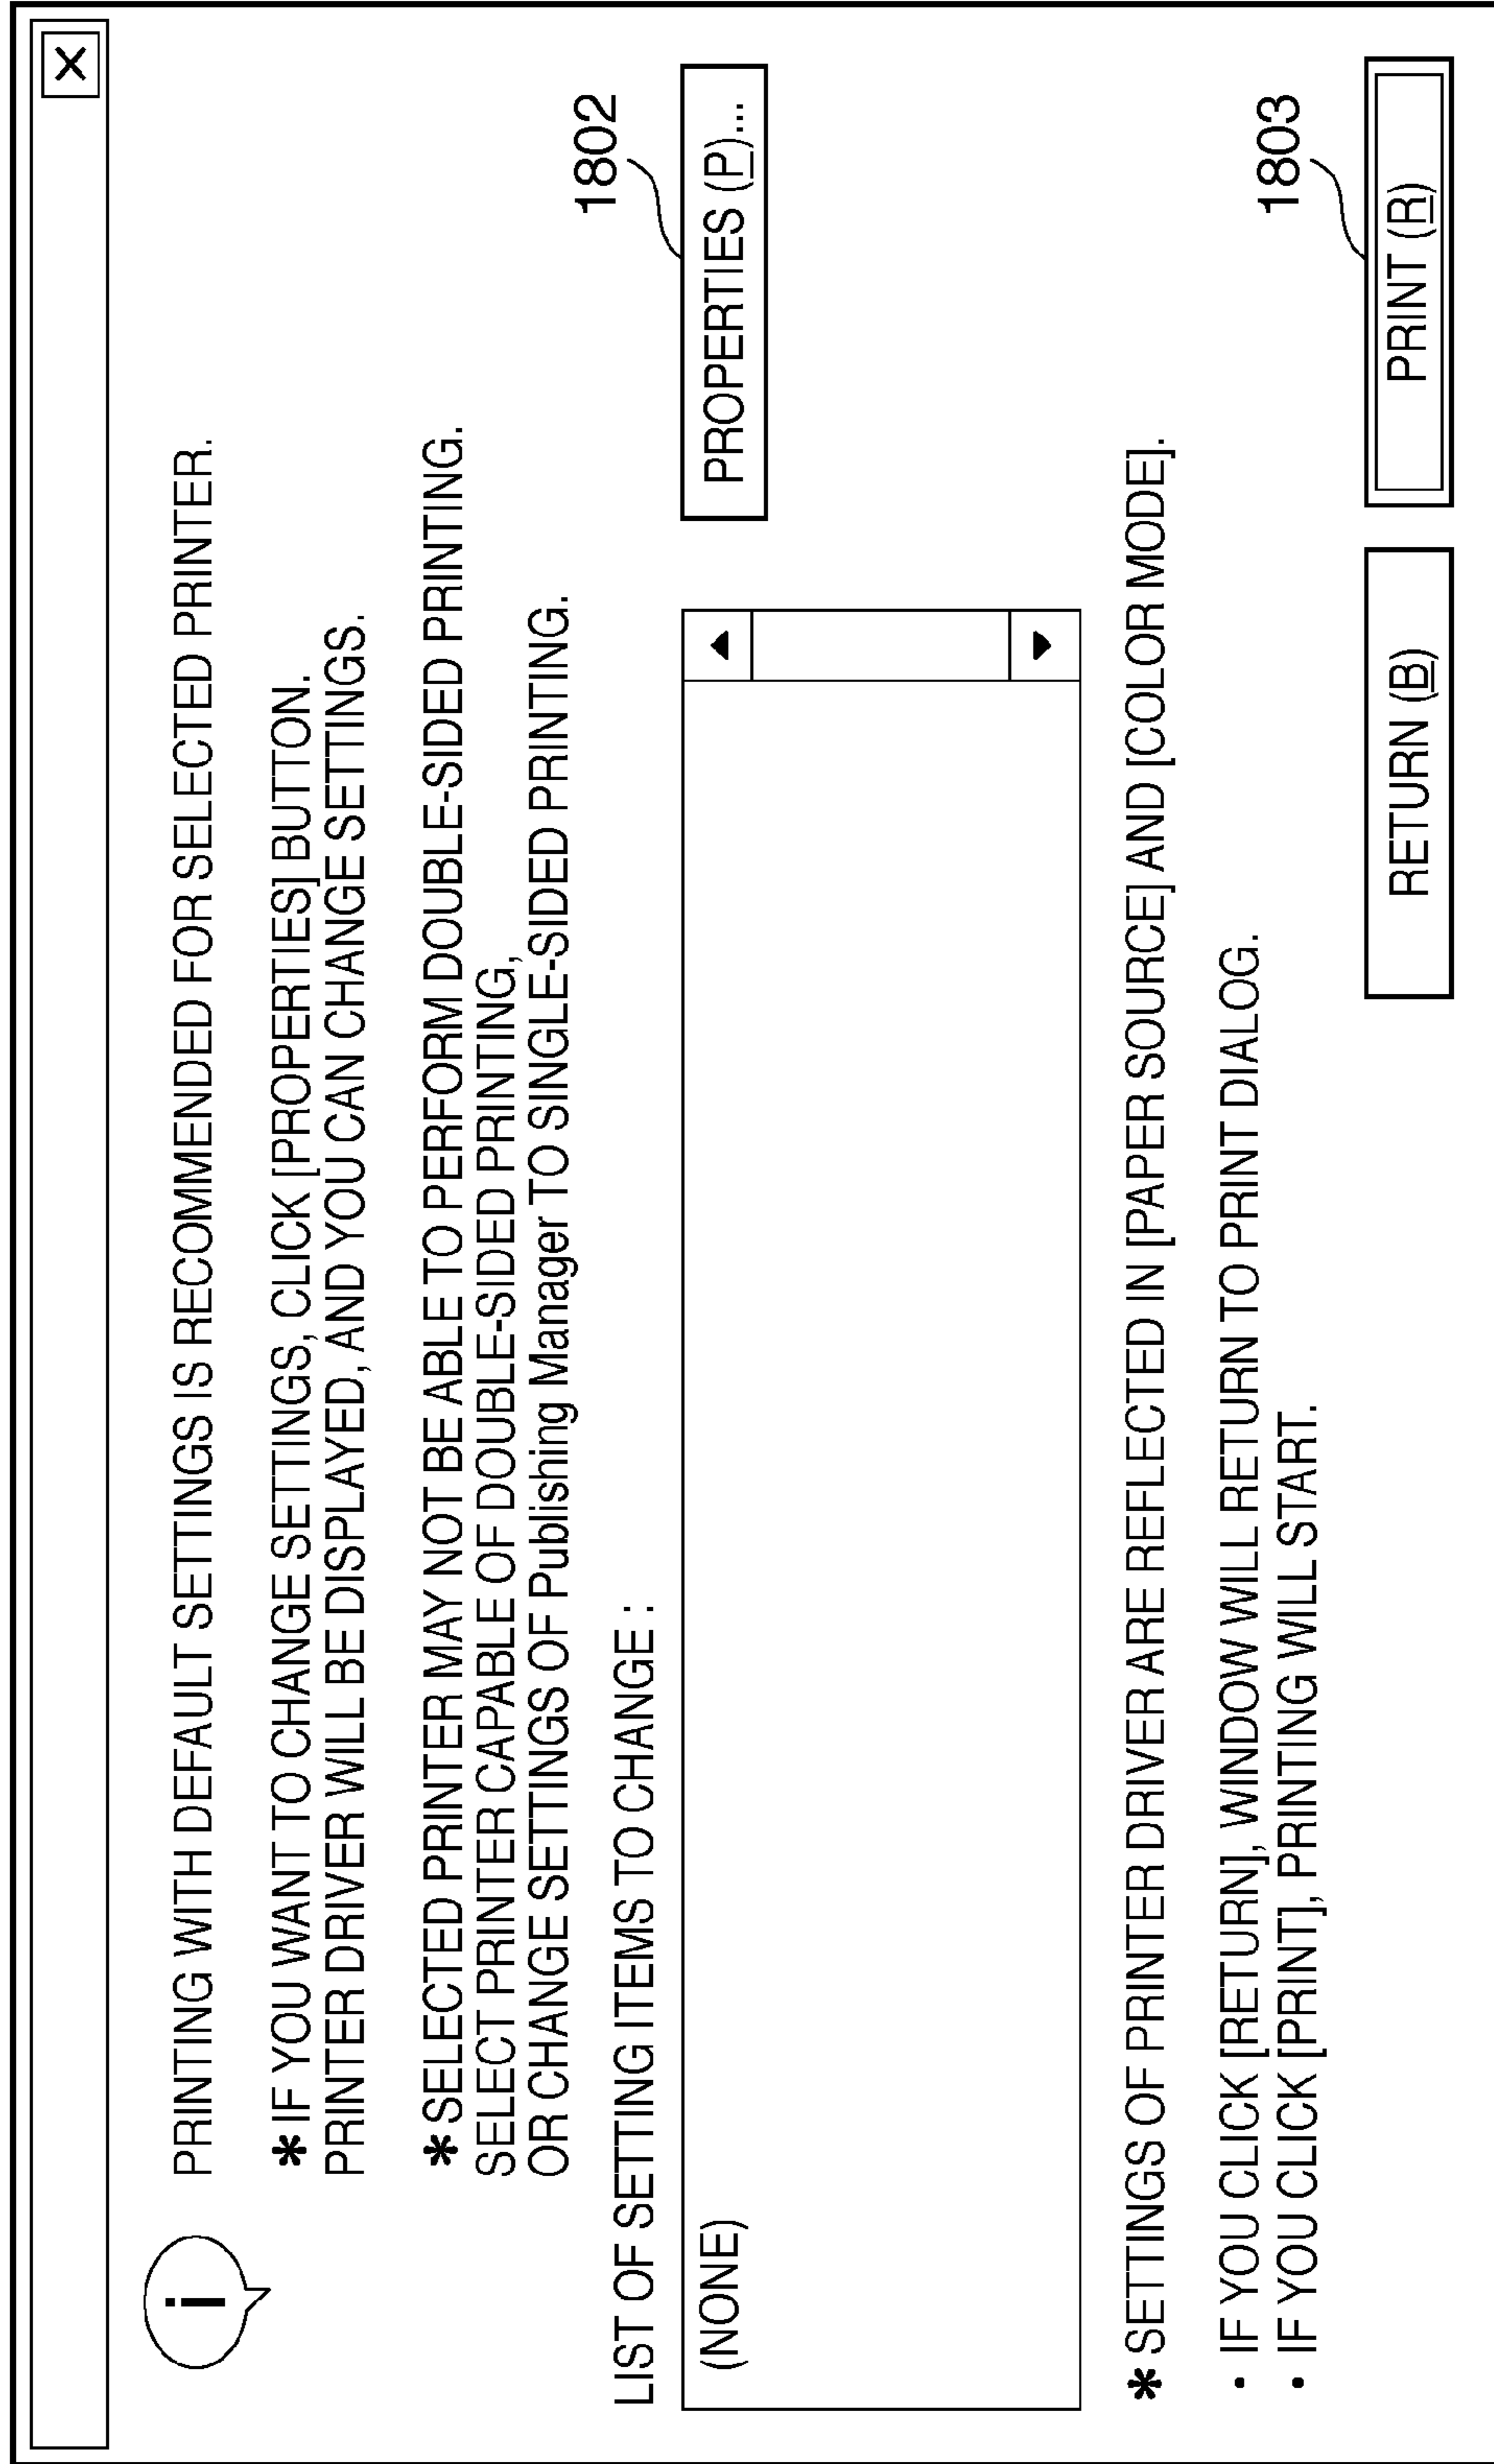 X
i
PRINTING WITH DEFAULT SETTINGS IS RECOMMENDED FOR SELECTED PRINTER.
* IF YOU WANT TO CHANGE SETTINGS, CLICK [PROPERTIES] BUTTON.
PRINTER DRIVER WILL BE DISPLAYED, AND YOU CAN CHANGE SETTINGS.
* SELECTED PRINTER MAY NOT BE ABLE TO PERFORM DOUBLE-SIDED PRINTING.
SELECT PRINTER CAPABLE OF DOUBLE-SIDED PRINTING,
OR CHANGE SETTINGS OF Publishing Manager TO SINGLE-SIDED PRINTING.
1802
LIST OF SETTING ITEMS TO CHANGE :
(NONE)
PROPERTIES (P)...
* SETTINGS OF PRINTER DRIVER ARE REFLECTED IN [PAPER SOURCE] AND [COLOR MODE].
· IF YOU CLICK [RETURN], WINDOW WILL RETURN TO PRINT DIALOG.
· IF YOU CLICK [PRINT], PRINTING WILL START.
1803
RETURN (B)
PRINT (R)